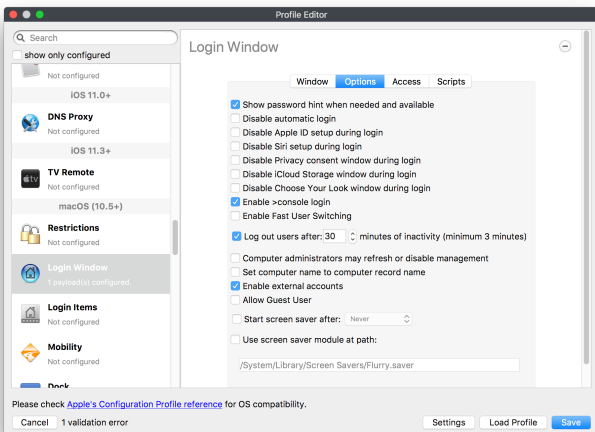 Profile Editor
Search
show only configured
Not configured
iOS 11.0+
DNS Proxy
Not configured
iOS 11.3+
tv
TV Remote
Not configured
macOS (10.5+)
Restrictions
Not configured
Login Window
1 payload(s) configured.
Login Items
Not configured
Mobility
Not configured
Dock
Login Window
Window Options Access Scripts
Show password hint when needed and available
Disable automatic login
Disable Apple ID setup during login
Disable Siri setup during login
Disable Privacy consent window during login
Disable iCloud Storage window during login
Disable Choose Your Look window during login
Enable >console login
Enable Fast User Switching
Log out users after: 30 minutes of inactivity (minimum 3 minutes)
Computer administrators may refresh or disable management
Set computer name to computer record name
Enable external accounts
Allow Guest User
Start screen saver after: Never
Use screen saver module at path:
/System/Library/Screen Savers/Flurry.saver
Please check Apple's Configuration Profile reference for OS compatibility.
Cancel 1 validation error Settings Load Profile Save